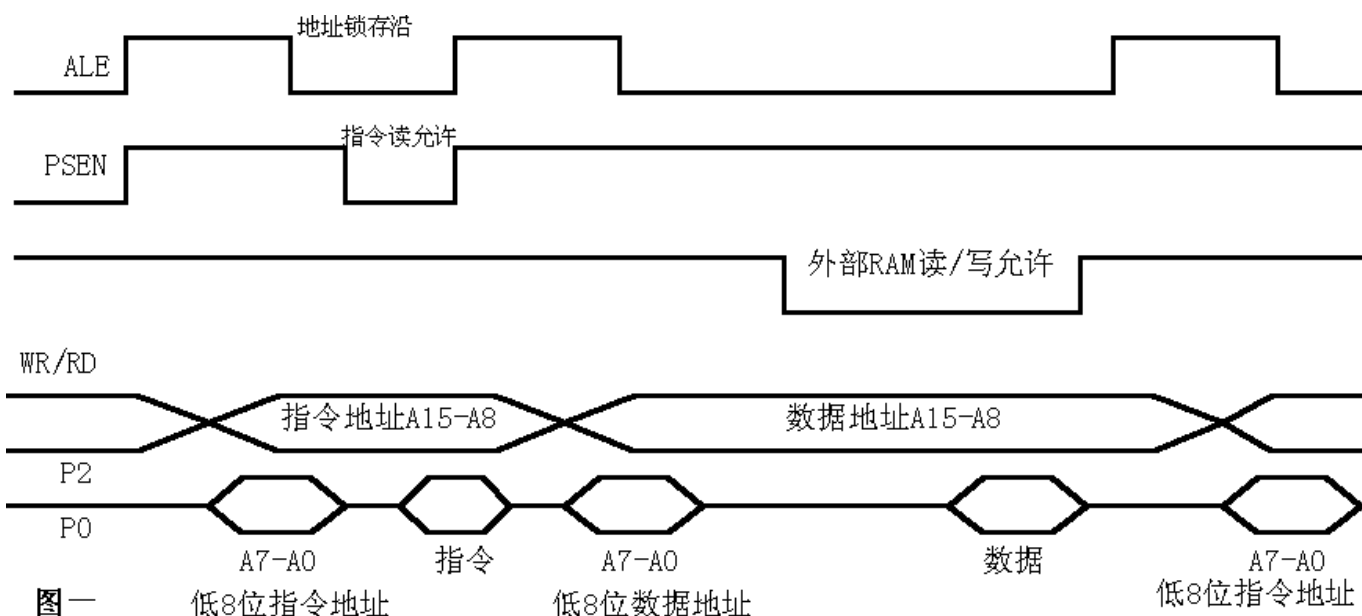 地址锁存沿
ALE
指令读允许
PSEN
外部RAM读/写允许
WR/RD
指令地址A15-A8
数据地址A15-A8
P2
P0
A7-A0
指令
A7-A0
数据
A7-A0
图一
低8位指令地址
低8位数据地址
低8位指令地址